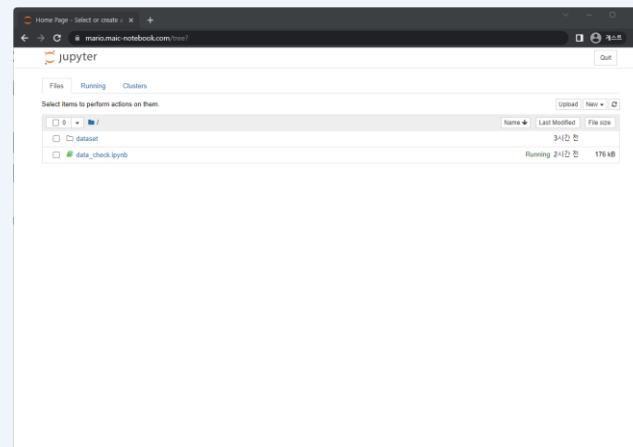 Home Page - Select or create a
mario.maic-notebook.com/tree?
게스트
jupyter
Quit
Files Running Clusters
Select items to perform actions on them.
Upload New
0 /
Name Last Modified File size
dataset
3시간 전
data_check.ipynb
Running 2시간 전 176 kB